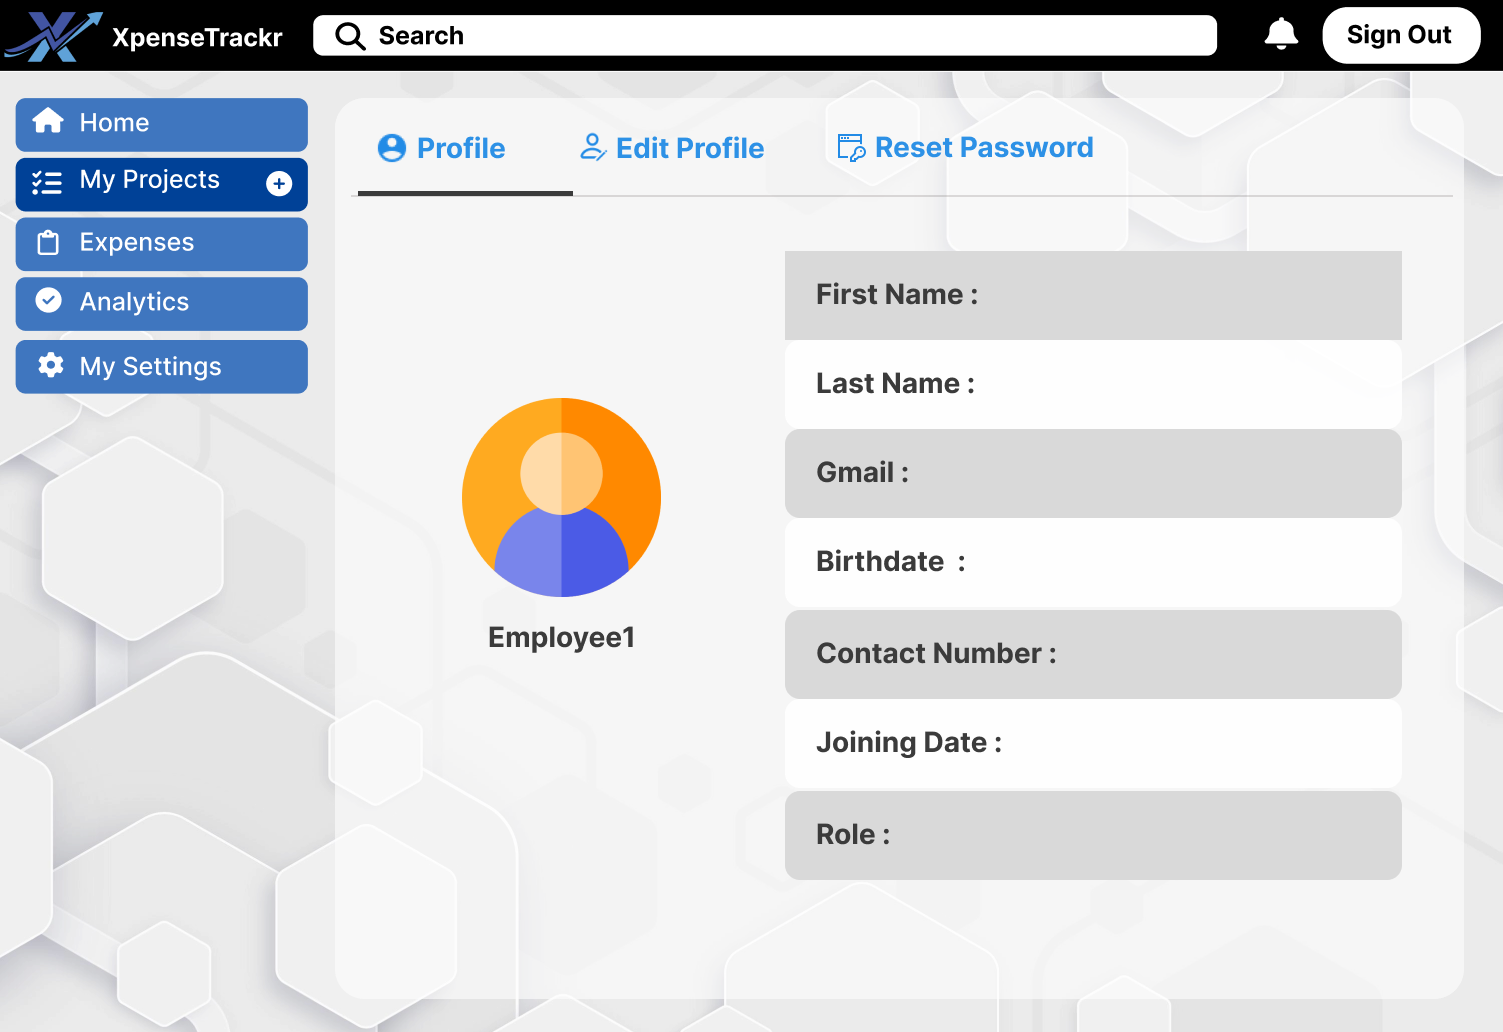 XpenseTrackr
Search
Sign Out
Home
My Projects
Expenses
Analytics
My Settings
Profile
Edit Profile
Reset Password
Employee1
First Name :
Last Name :
Gmail :
Birthdate  :
Contact Number :
Joining Date :
Role :